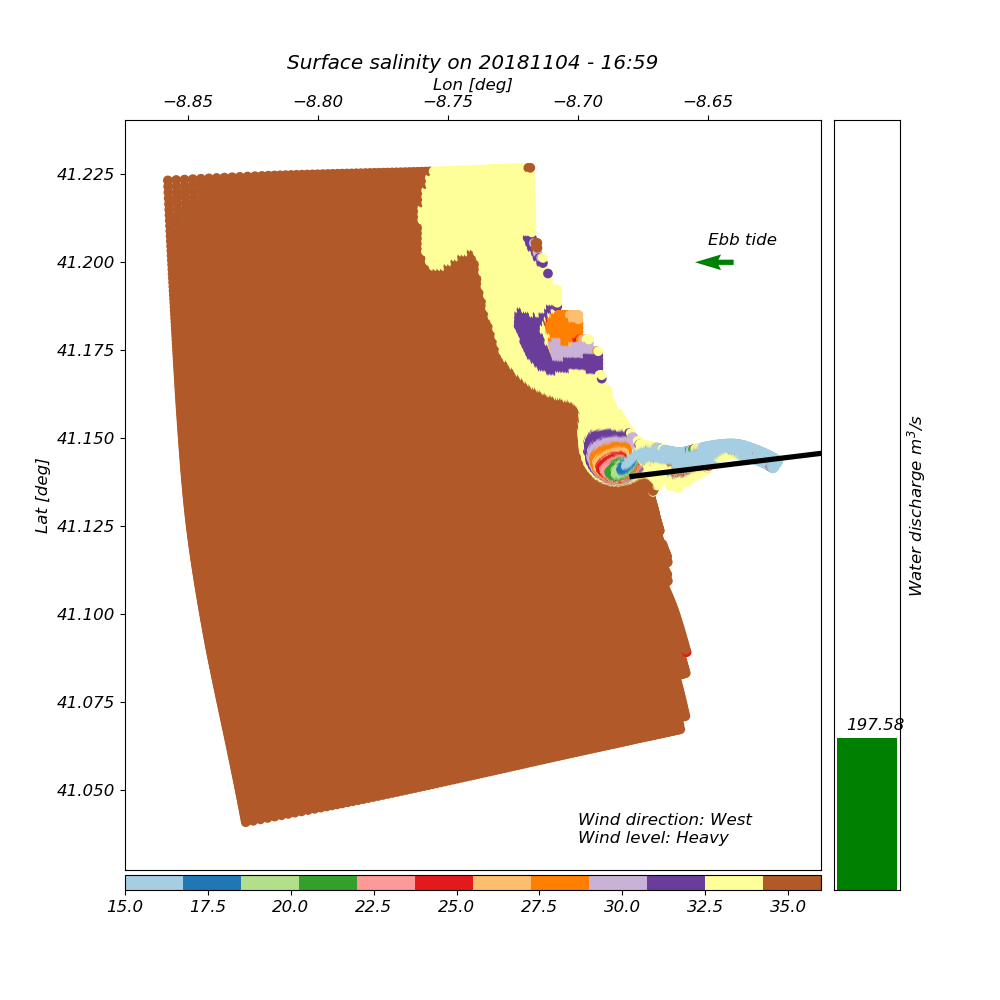 Surface salinity on 20181104 - 16:59
Lon [deg]
−8.85 −8.80 −8.75 −8.70 −8.65
41.225
41.200
41.175
41.150
41.125
41.100
41.075
41.050
Lat [deg]
Ebb tide
Wind direction: West
Wind level: Heavy
197.58
Water discharge m³/s
15.0 17.5 20.0 22.5 25.0 27.5 30.0 32.5 35.0